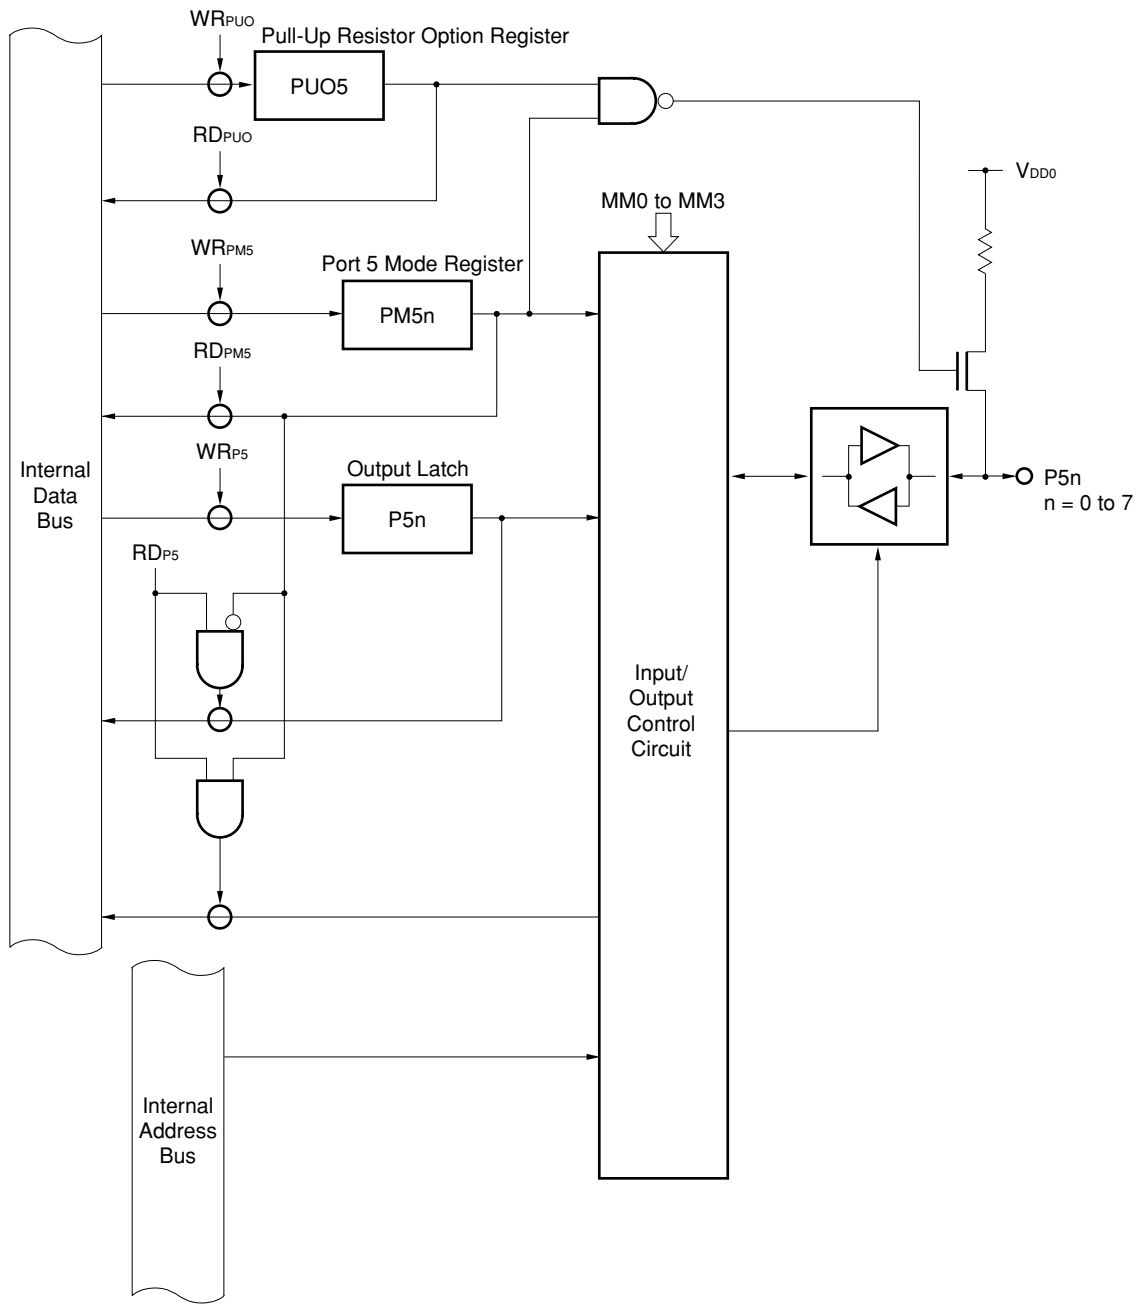 WRPUO
Pull-Up Resistor Option Register
PUO5
RDPUO
VDD0
MM0 to MM3
WRPM5
Port 5 Mode Register
PM5n
RDPM5
WRP5
Output Latch
P5n
Internal
Data
Bus
P5n
n = 0 to 7
RDP5
Input/
Output
Control
Circuit
Internal
Address
Bus